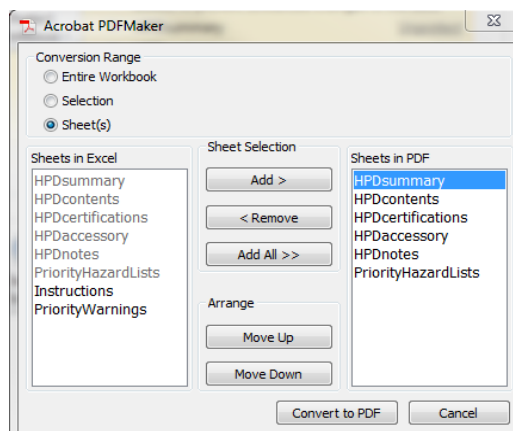 Acrobat PDFMaker
Conversion Range
Entire Workbook
Selection
Sheet(s)
Sheets in Excel
HPDsummary
HPDcontents
HPDcertifications
HPDaccessory
HPDnotes
PriorityHazardLists
Instructions
PriorityWarnings
Sheet Selection
Add >
< Remove
Add All >>
Arrange
Move Up
Move Down
Sheets in PDF
HPDsummary
HPDcontents
HPDcertifications
HPDaccessory
HPDnotes
PriorityHazardLists
Convert to PDF
Cancel